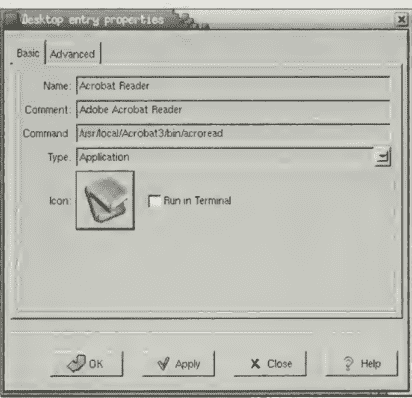 Desktop entry properties
Basic Advanced
Name: Acrobat Reader
Comment: Adobe Acrobat Reader
Command /usr/local/Acrobat3/bin/acroread
Type: Application
Icon: Run in Terminal
OK Apply X Close ? Help